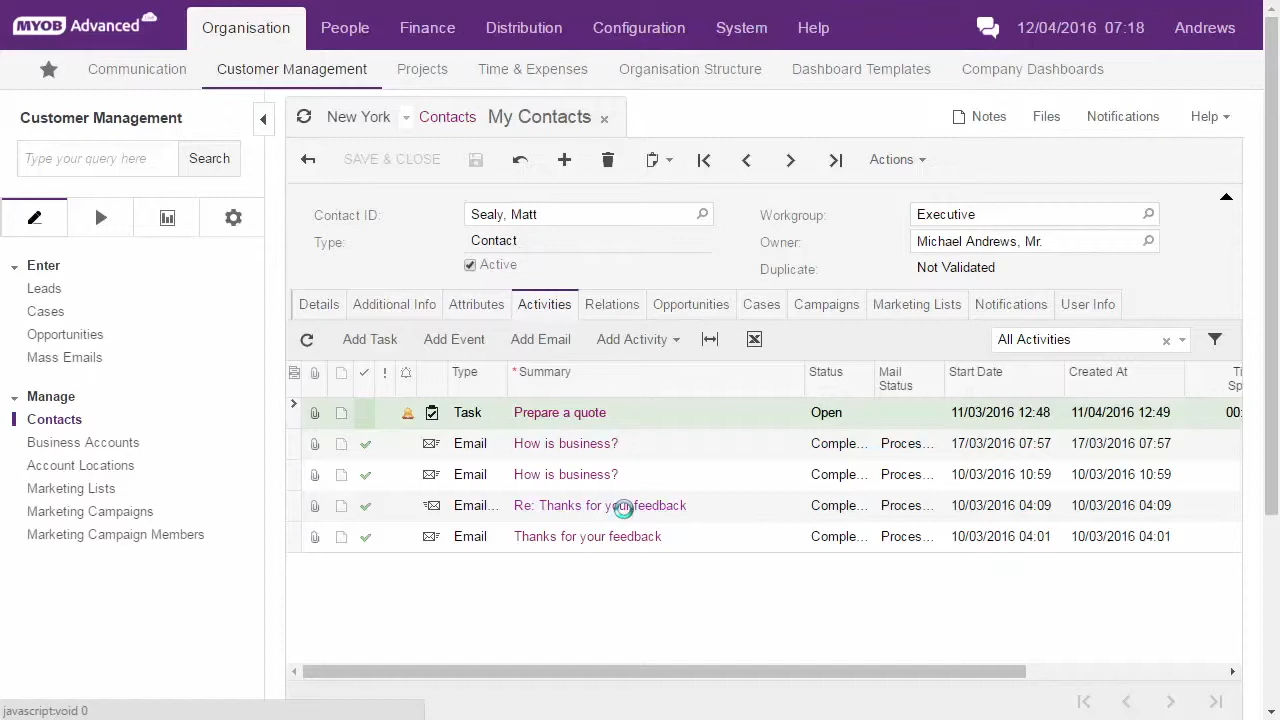 MYOB Advanced
Organisation People Finance Distribution Configuration System Help 12/04/2016 07:18 Andrews
Communication Customer Management Projects Time & Expenses Organisation Structure Dashboard Templates Company Dashboards
Customer Management
New York Contacts My Contacts Notes Files Notifications Help
Type your query here Search
SAVE & CLOSE Actions
Contact ID: Sealy, Matt Workgroup: Executive
Type: Contact Owner: Michael Andrews, Mr.
Active Duplicate: Not Validated
Enter
Leads
Cases
Opportunities
Mass Emails
Manage
Contacts
Business Accounts
Account Locations
Marketing Lists
Marketing Campaigns
Marketing Campaign Members
Details Additional Info Attributes Activities Relations Opportunities Cases Campaigns Marketing Lists Notifications User Info
Add Task Add Event Add Email Add Activity All Activities
! Type * Summary Status Mail Status Start Date Created At Ti Sp
Task Prepare a quote Open 11/03/2016 12:48 11/04/2016 12:49 00:
Email How is business? Comple... Proces... 17/03/2016 07:57 17/03/2016 07:57
Email How is business? Comple... Proces... 10/03/2016 10:59 10/03/2016 10:59
Email... Re: Thanks for your feedback Comple... Proces... 10/03/2016 04:09 10/03/2016 04:09
Email Thanks for your feedback Comple... Proces... 10/03/2016 04:01 10/03/2016 04:01
javascript:void 0